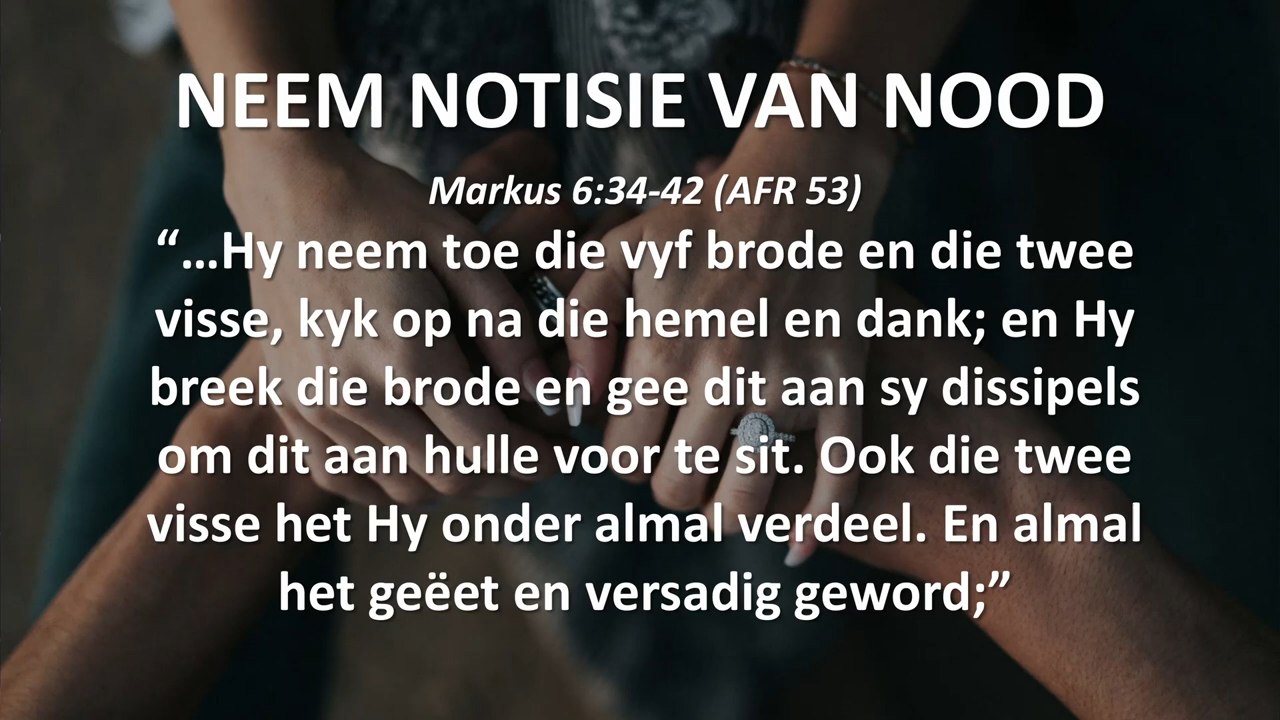 NEEM NOTISIE VAN NOOD
Markus 6:34-42 (AFR 53)
“...Hy neem toe die vyf brode en die twee
visse, kyk op na die hemel en dank; en Hy
breek die brode en gee dit aan sy dissipels
om dit aan hulle voor te sit. Ook die twee
visse het Hy onder almal verdeel. En almal
het geëet en versadig geword;”